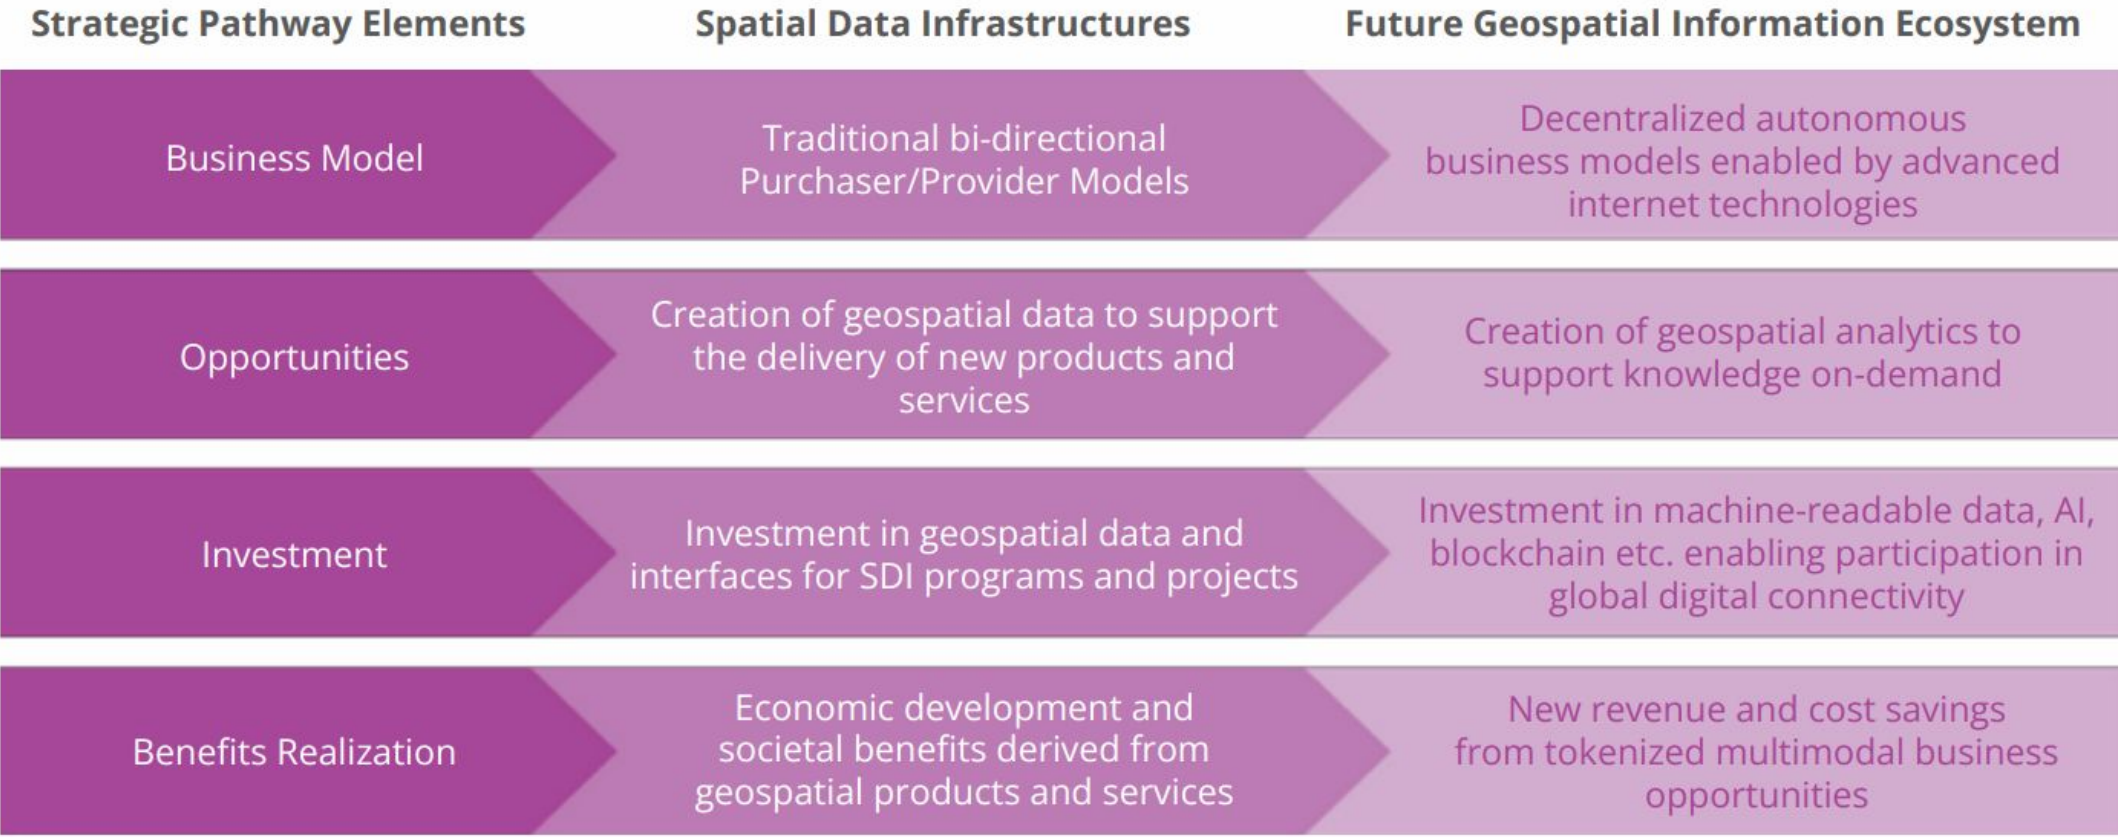 Strategic Pathway Elements
Spatial Data Infrastructures
Future Geospatial Information Ecosystem
Business Model
Traditional bi-directional
Purchaser/Provider Models
Decentralized autonomous
business models enabled by advanced
internet technologies
Opportunities
Creation of geospatial data to support
the delivery of new products and
services
Creation of geospatial analytics to
support knowledge on-demand
Investment
Investment in geospatial data and
interfaces for SDI programs and projects
Investment in machine-readable data, AI,
blockchain etc. enabling participation in
global digital connectivity
Benefits Realization
Economic development and
societal benefits derived from
geospatial products and services
New revenue and cost savings
from tokenized multimodal business
opportunities